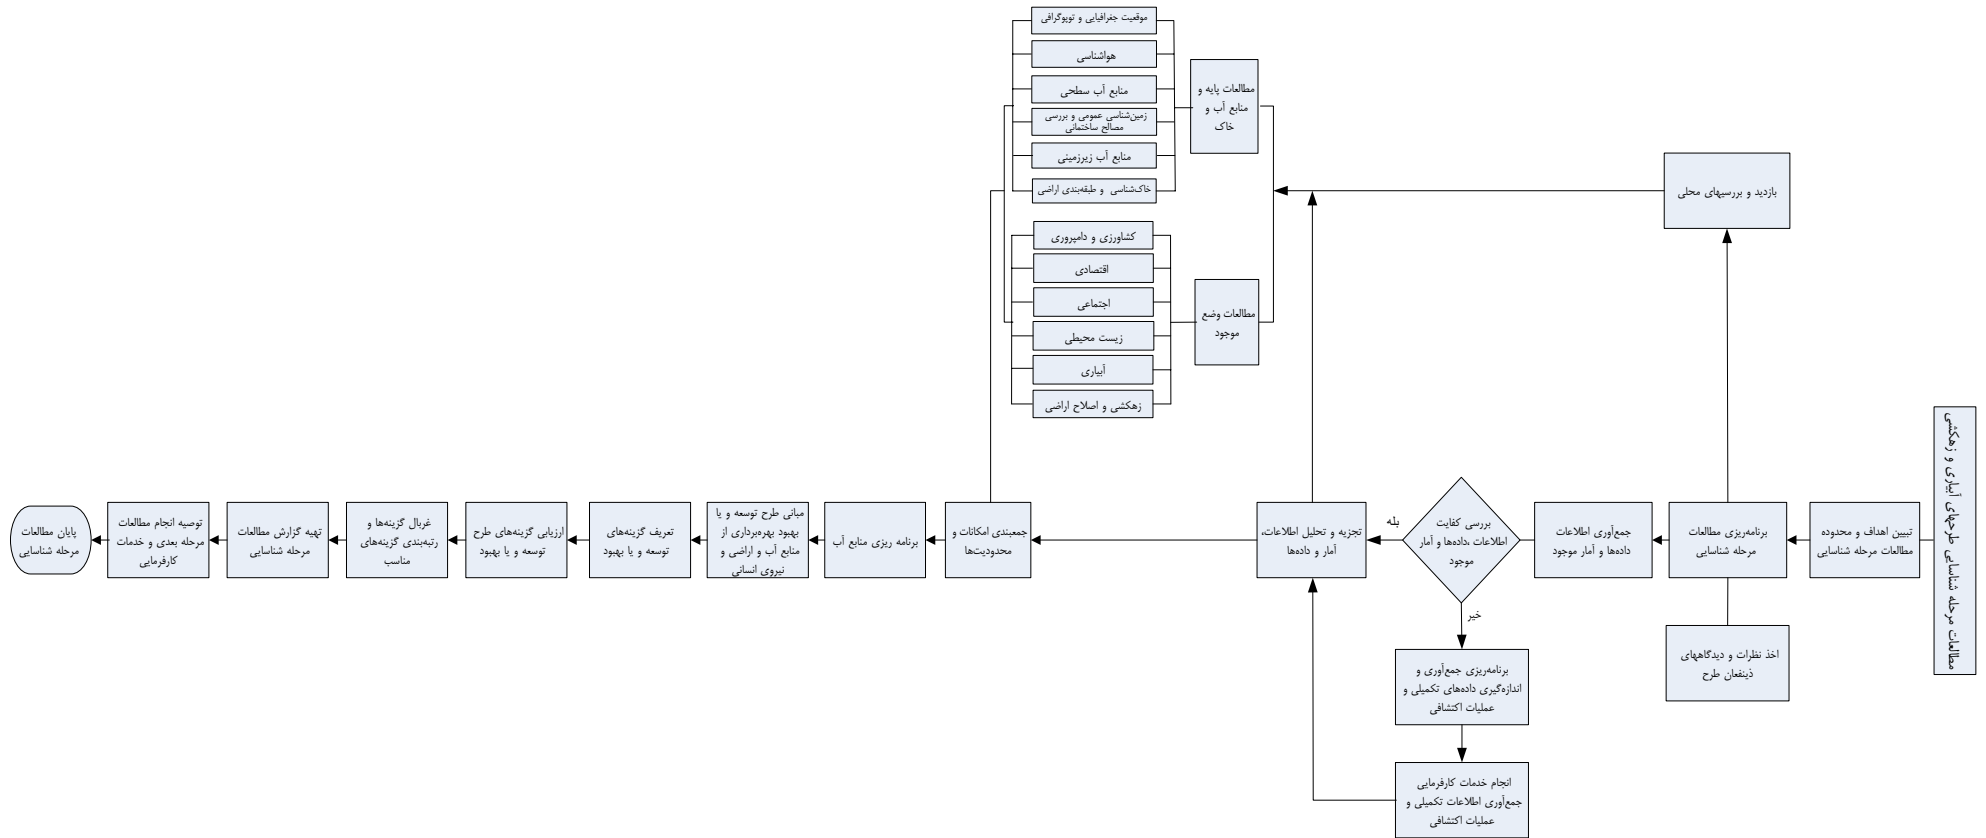 مطالعات مرحله شناسایی طرحهای آبیاری و زهکشی
تبیین اهداف و محدوده
مطالعات مرحله شناسایی
برنامه‌ریزی مطالعات
مرحله شناسایی
اخذ نظرات و دیدگاههای
ذینفعان طرح
بازدید و بررسیهای محلی
جمع‌آوری اطلاعات
داده‌ها و آمار موجود
بررسی کفایت
اطلاعات ،داده‌ها و آمار
موجود
بله
خیر
برنامه‌ریزی جمع‌آوری و
اندازه‌گیری داده‌های تکمیلی و
عملیات اکتشافی
انجام خدمات کارفرمایی
جمع‌آوری اطلاعات تکمیلی و
عملیات اکتشافی
تجزیه و تحلیل اطلاعات،
آمار و داده‌ها
مطالعات پایه و
منابع آب و
خاک
موقعیت جغرافیایی و توپوگرافی
هواشناسی
منابع آب سطحی
زمین‌شناسی عمومی و بررسی
مصالح ساختمانی
منابع آب زیرزمینی
خاک‌شناسی و طبقه‌بندی اراضی
مطالعات وضع
موجود
کشاورزی و دامپروری
اقتصادی
اجتماعی
زیست محیطی
آبیاری
زهکشی و اصلاح اراضی
جمعبندی امکانات و
محدودیت‌ها
برنامه ریزی منابع آب
مبانی طرح توسعه و یا
بهبود بهره‌برداری از
منابع آب و اراضی و
نیروی انسانی
تعریف گزینه‌های
توسعه و یا بهبود
ارزیابی گزینه‌های طرح
توسعه و یا بهبود
غربال گزینه‌ها و
رتبه‌بندی گزینه‌های
مناسب
تهیه گزارش مطالعات
مرحله شناسایی
توصیه انجام مطالعات
مرحله بعدی و خدمات
کارفرمایی
پایان مطالعات
مرحله شناسایی